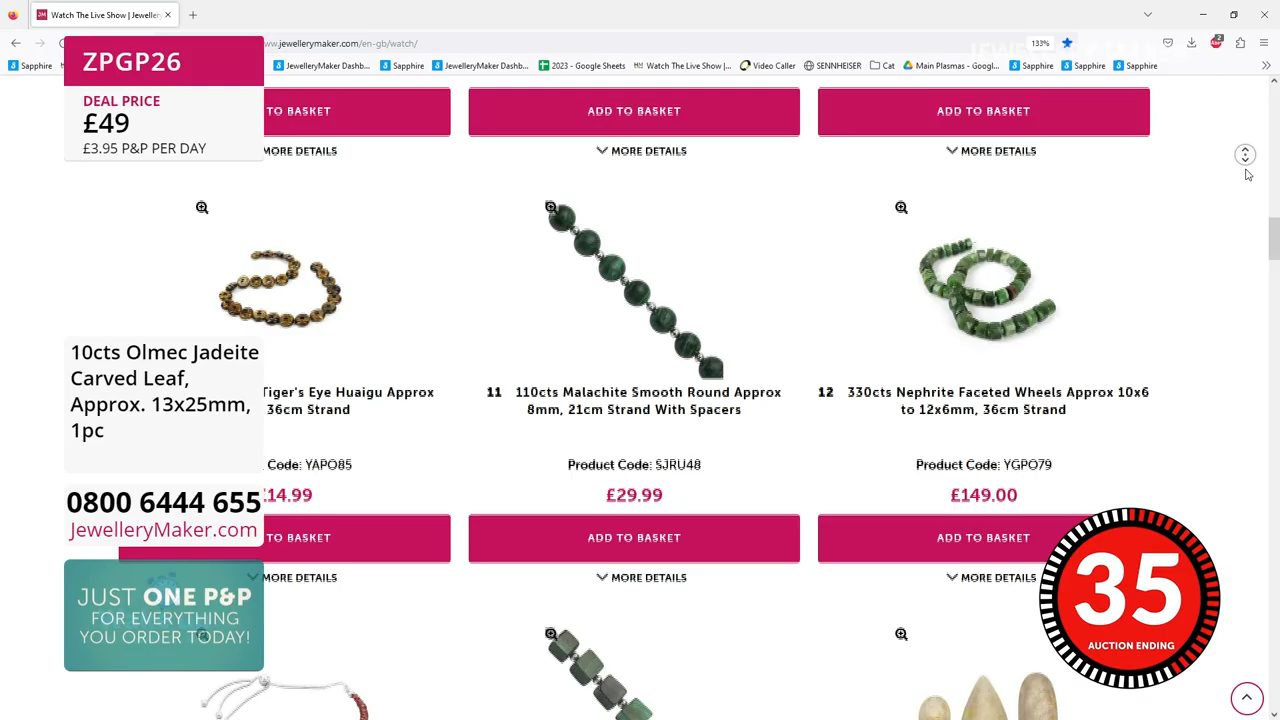 Watch The Live Show | Jeweller
www.jewellerymaker.com/en-gb/watch/
133%
2
Sapphire
JewelleryMaker Dashb...
Sapphire
JewelleryMaker Dashb...
2023 - Google Sheets
Watch The Live Show |...
Video Caller
SENNHEISER
Cat
Main Plasmas - Googl...
Sapphire
Sapphire
Sapphire
ZPGP26
DEAL PRICE
£49
£3.95 P&P PER DAY
TO BASKET
ADD TO BASKET
ADD TO BASKET
MORE DETAILS
MORE DETAILS
MORE DETAILS
10cts Olmec Jadeite
Carved Leaf,
Approx. 13x25mm,
1pc
Tiger's Eye Huaigu Approx
36cm Strand
11 110cts Malachite Smooth Round Approx
8mm, 21cm Strand With Spacers
12 330cts Nephrite Faceted Wheels Approx 10x6
to 12x6mm, 36cm Strand
Code: YAPO85
Product Code: SJRU48
Product Code: YGPO79
£14.99
£29.99
£149.00
0800 6444 655
JewelleryMaker.com
TO BASKET
ADD TO BASKET
ADD TO BASKET
MORE DETAILS
MORE DETAILS
MORE DETAILS
JUST ONE P&P
FOR EVERYTHING
YOU ORDER TODAY!
35
AUCTION ENDING